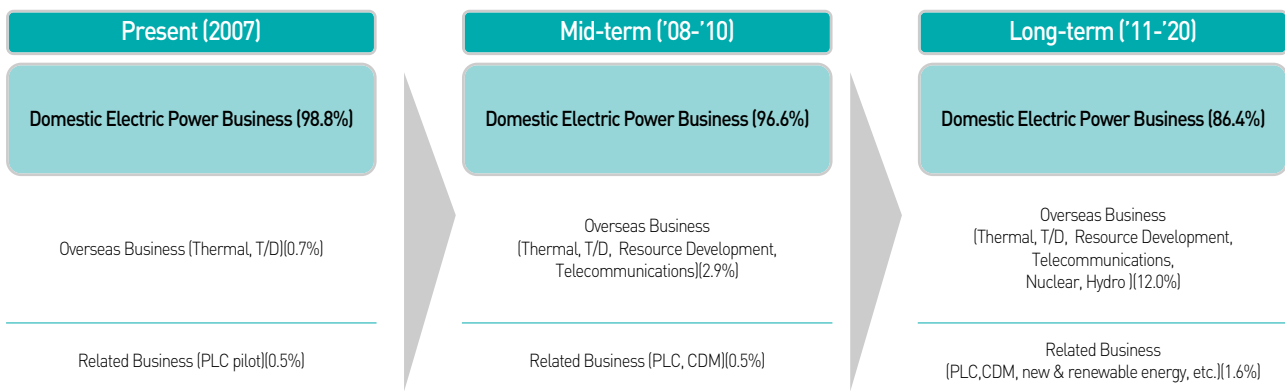 Present (2007)
Domestic Electric Power Business (98.8%)
Overseas Business (Thermal, T/D)(0.7%)
Related Business (PLC pilot)(0.5%)
Mid-term ('08-'10)
Domestic Electric Power Business (96.6%)
Overseas Business
(Thermal, T/D, Resource Development,
Telecommunications)(2.9%)
Related Business (PLC, CDM)(0.5%)
Long-term ('11-'20)
Domestic Electric Power Business (86.4%)
Overseas Business
(Thermal, T/D, Resource Development,
Telecommunications,
Nuclear, Hydro )(12.0%)
Related Business
(PLC,CDM, new & renewable energy, etc.)(1.6%)